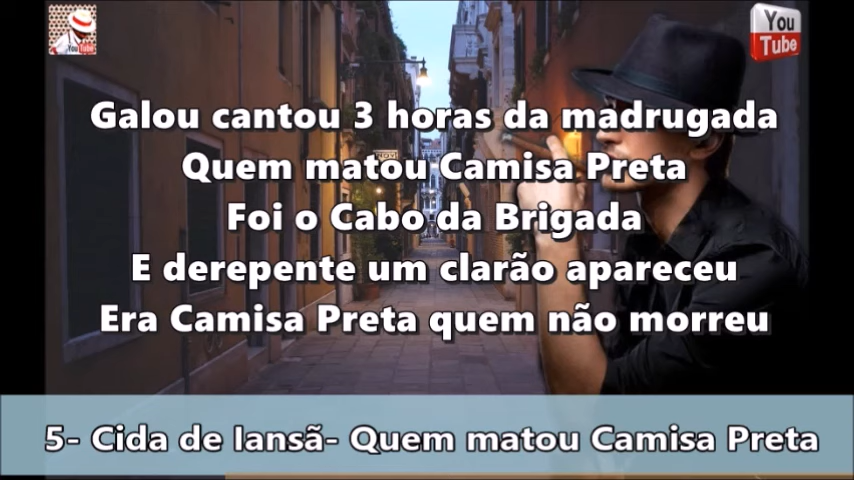 You Tube
You
Tube
Galou cantou 3 horas da madrugada
Quem matou Camisa Preta
Foi o Cabo da Brigada
E derepente um clarão apareceu
Era Camisa Preta quem não morreu
5- Cida de Iansã- Quem matou Camisa Preta